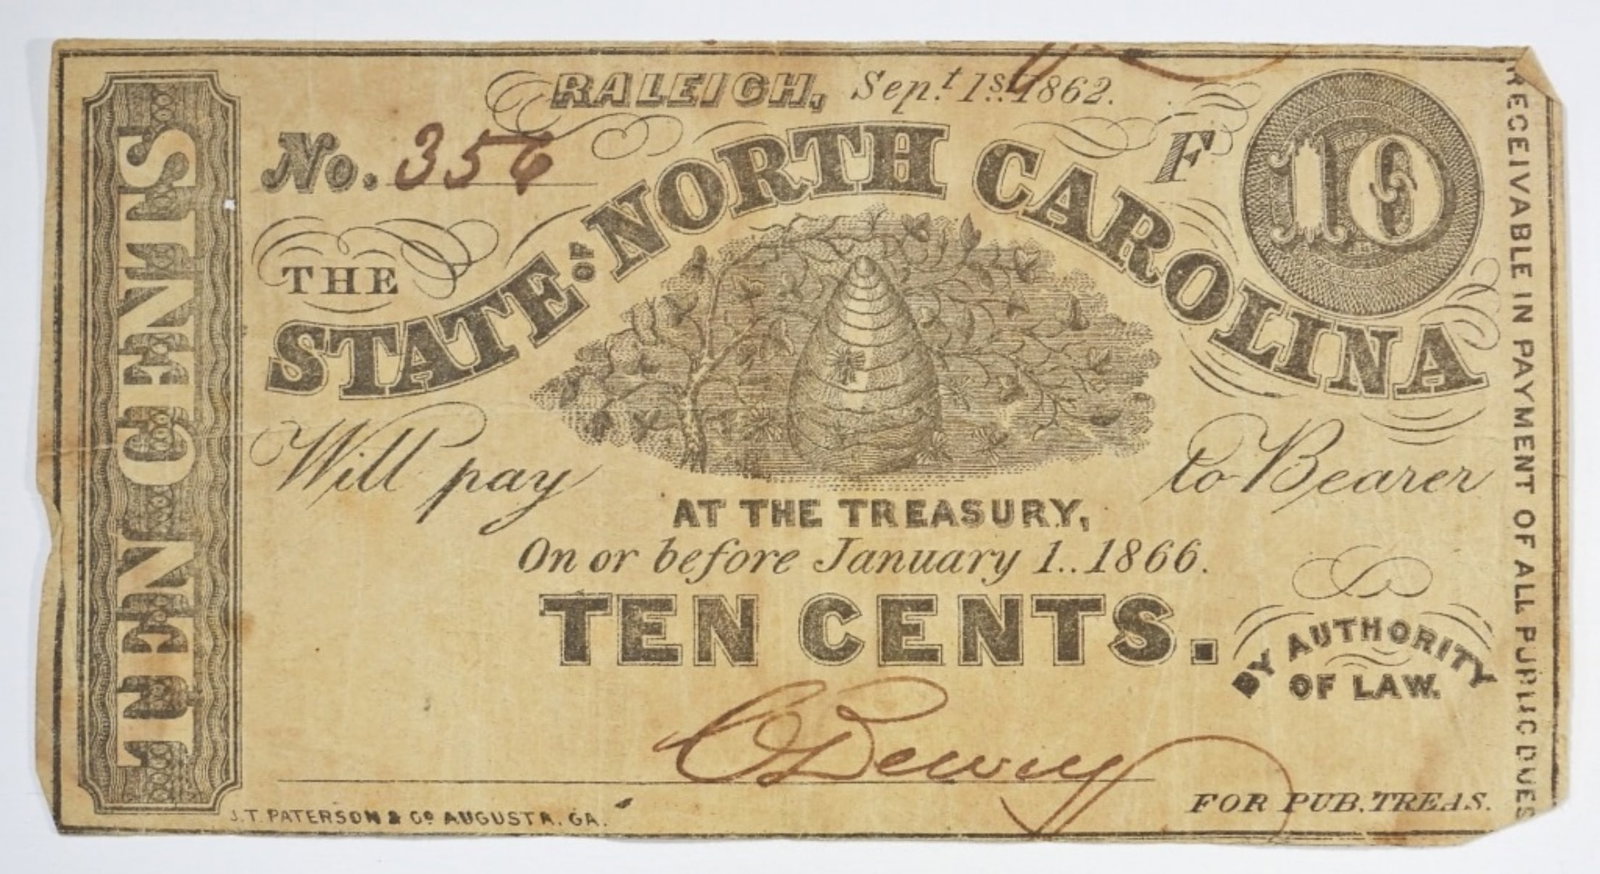 RALEIGH, Sep.t 1st..1862.
No. 356
F
10
THE
STATE OF NORTH CAROLINA
Will pay to Bearer
AT THE TREASURY,
On or before January 1..1866.
TEN CENTS.
BY AUTHORITY
OF LAW.
C Dewey
FOR PUB. TREAS.
J.T. PATERSON & Co AUGUSTA. GA.
TEN CENTS
RECEIVABLE IN PAYMENT OF ALL PUBLIC DUES